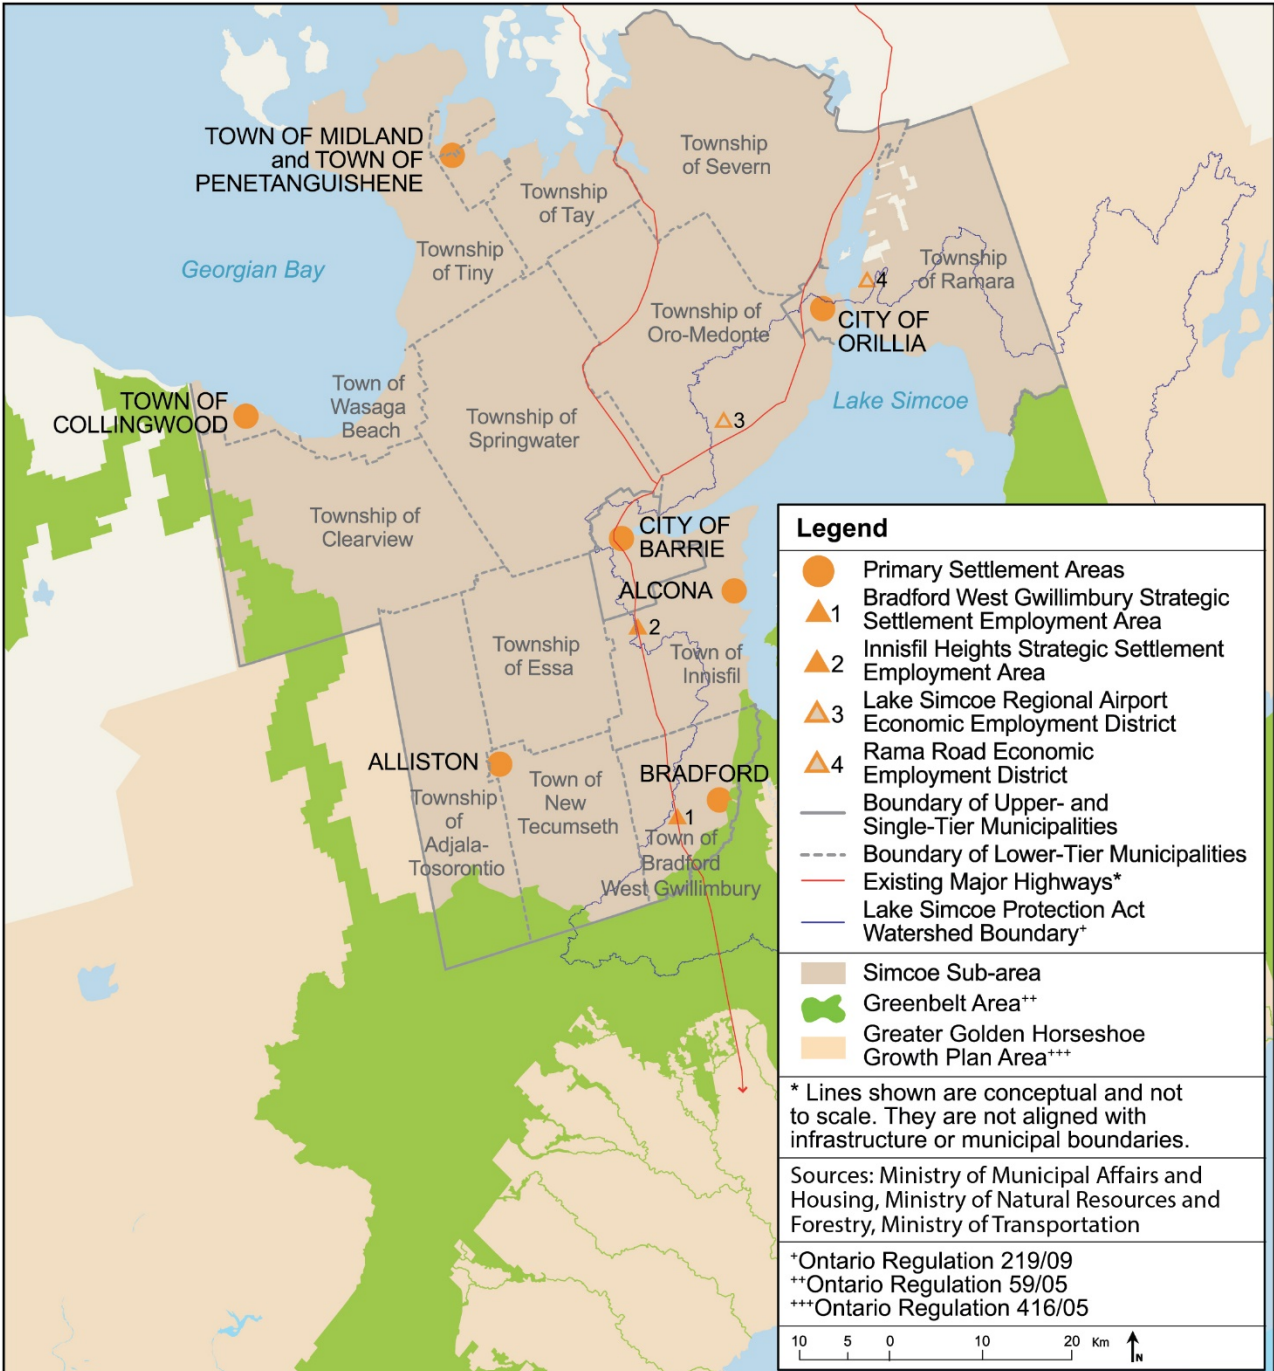 TOWN OF MIDLAND
and TOWN OF
PENETANGUISHENE
Township
of Severn
Township
of Tay
Township
of Tiny
Georgian Bay
Township
of Ramara
4
Township of
Oro-Medonte
CITY OF
ORILLIA
TOWN OF
COLLINGWOOD
Town of
Wasaga
Beach
Township of
Springwater
3
Lake Simcoe
Township of
Clearview
CITY OF
BARRIE
ALCONA
2
Township
of Essa
Town of
Innisfil
ALLISTON
BRADFORD
Township
of
Adjala-
Tosorontio
Town of
New
Tecumseth
1
Town of
Bradford
West Gwillimbury
Legend
Primary Settlement Areas
1 Bradford West Gwillimbury Strategic
Settlement Employment Area
2 Innisfil Heights Strategic Settlement
Employment Area
3 Lake Simcoe Regional Airport
Economic Employment District
4 Rama Road Economic
Employment District
Boundary of Upper- and
Single-Tier Municipalities
Boundary of Lower-Tier Municipalities
Existing Major Highways*
Lake Simcoe Protection Act
Watershed Boundary+
Simcoe Sub-area
Greenbelt Area++
Greater Golden Horseshoe
Growth Plan Area+++
* Lines shown are conceptual and not
to scale. They are not aligned with
infrastructure or municipal boundaries.
Sources: Ministry of Municipal Affairs and
Housing, Ministry of Natural Resources and
Forestry, Ministry of Transportation
+Ontario Regulation 219/09
++Ontario Regulation 59/05
+++Ontario Regulation 416/05
10 5 0 10 20 Km N